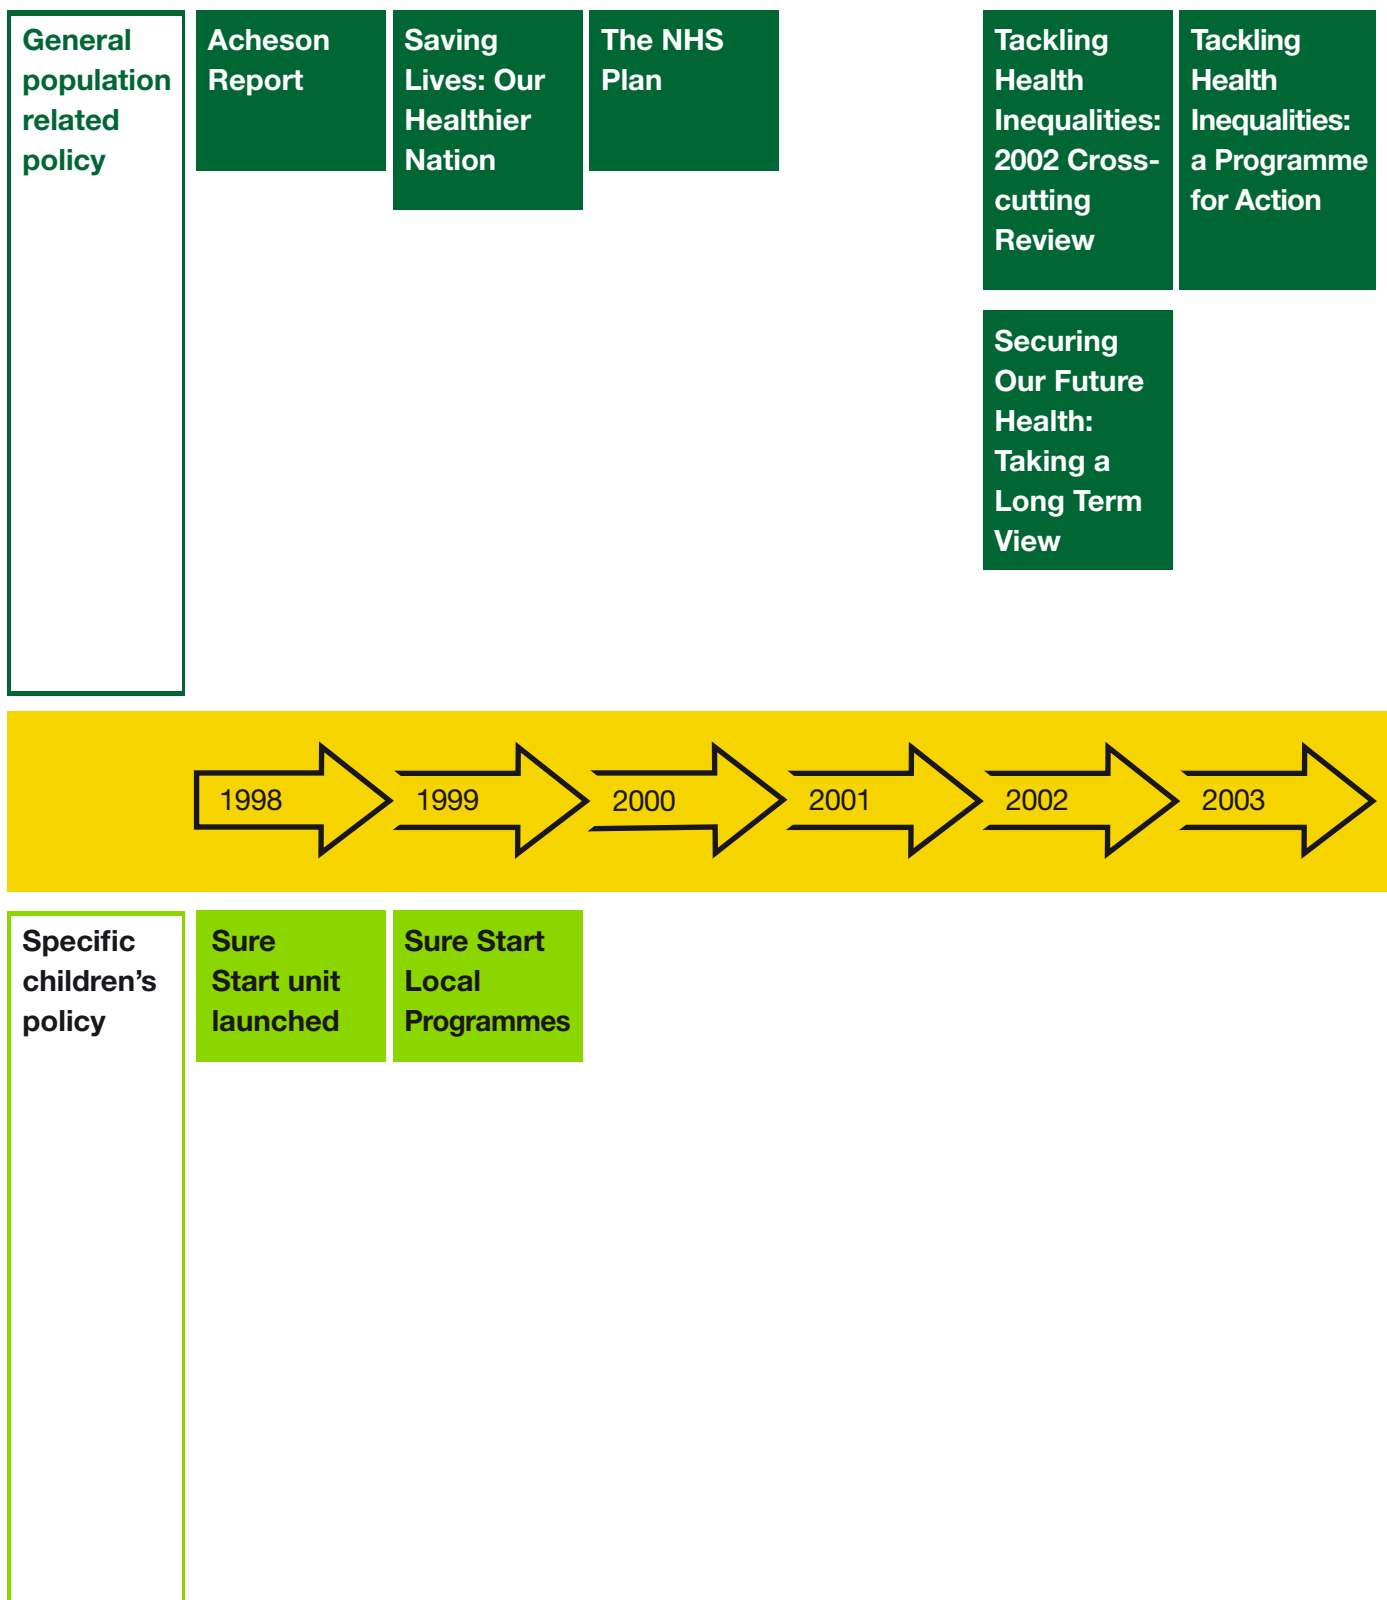 General
population
related
policy
Acheson
Report
Saving
Lives: Our
Healthier
Nation
The NHS
Plan
Tackling
Health
Inequalities:
2002 Cross-
cutting
Review
Tackling
Health
Inequalities:
a Programme
for Action
Securing
Our Future
Health:
Taking a
Long Term
View
1998
1999
2000
2001
2002
2003
Specific
children’s
policy
Sure
Start unit
launched
Sure Start
Local
Programmes